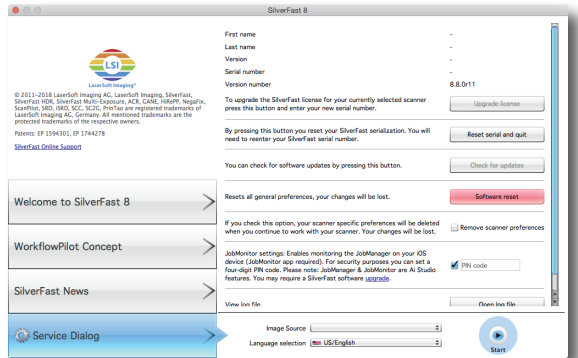 SilverFast 8
LSI
LaserSoft Imaging®
© 2011–2018 LaserSoft Imaging AG, LaserSoft Imaging, SilverFast,
SilverFast HDR, SilverFast Multi-Exposure, ACR, GANE, HiRePP, NegaFix,
ScanPilot, SRD, iSRD, SCC, SC2G, PrinTao are registered trademarks of
LaserSoft Imaging AG, Germany. All mentioned trademarks are the
protected trademarks of the respective owners.
Patents: EP 1594301, EP 1744278
SilverFast Online Support
Welcome to SilverFast 8
WorkflowPilot Concept
SilverFast News
Service Dialog
First name -
Last name -
Version -
Serial number -
Version number 8.8.0r11
To upgrade the SilverFast license for your currently selected scanner
press this button and enter your new serial number.
Upgrade license
By pressing this button you reset your SilverFast serialization. You will
need to reenter your SilverFast serial number.
Reset serial and quit
You can check for software updates by pressing this button.
Check for updates
Resets all general preferences, your changes will be lost.
Software reset
If you check this option, your scanner specific preferences will be deleted
when you continue to work with your scanner. Your changes will be lost.
Remove scanner preferences
JobMonitor settings: Enables monitoring the JobManager on your iOS
device (JobMonitor app required). For security purposes you can set a
four-digit PIN code. Please note: JobManager & JobMonitor are Ai Studio
features. You may require a SilverFast software upgrade.
PIN code
View log file.
Open log file
Image Source
Language selection US/English
Start